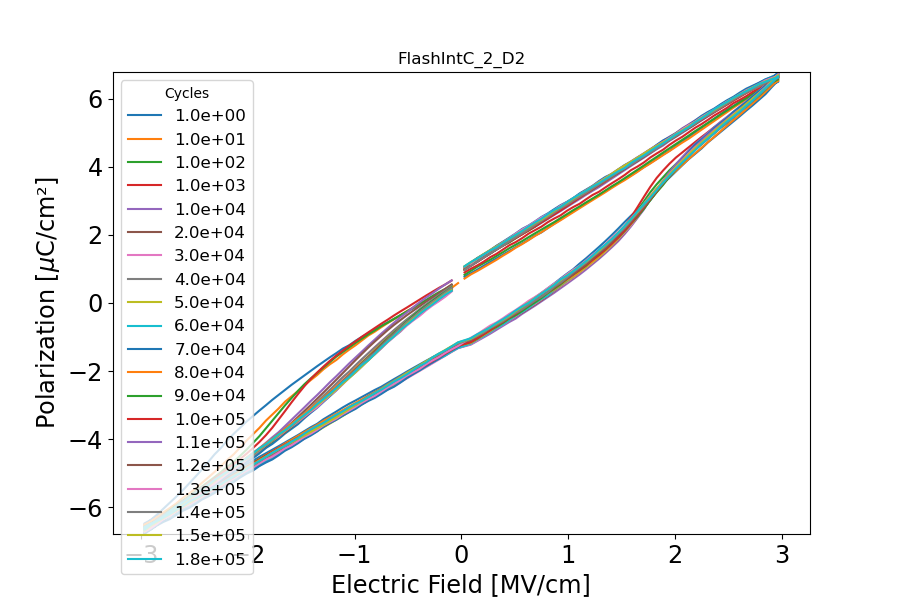 FlashIntC_2_D2
Polarization [μC/cm²]
6
4
2
0
−2
−4
−6
Cycles
1.0e+00
1.0e+01
1.0e+02
1.0e+03
1.0e+04
2.0e+04
3.0e+04
4.0e+04
5.0e+04
6.0e+04
7.0e+04
8.0e+04
9.0e+04
1.0e+05
1.1e+05
1.2e+05
1.3e+05
1.4e+05
1.5e+05
1.8e+05
−3 −2 −1 0 1 2 3
Electric Field [MV/cm]